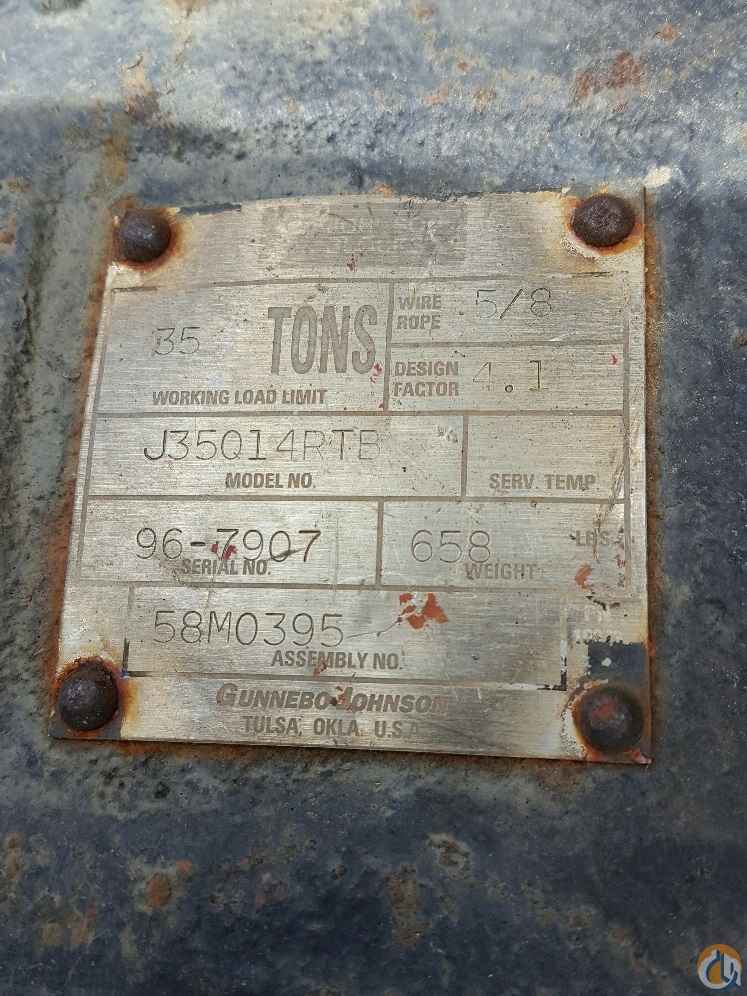 35 TONS
WORKING LOAD LIMIT
WIRE ROPE 5/8
DESIGN FACTOR 4.1
J35Q14RTB
MODEL NO.
SERV. TEMP
96-7907
SERIAL NO.
658 LBS.
WEIGHT
58M0395
ASSEMBLY NO.
GUNNEBO JOHNSON
TULSA, OKLA. U.S.A.